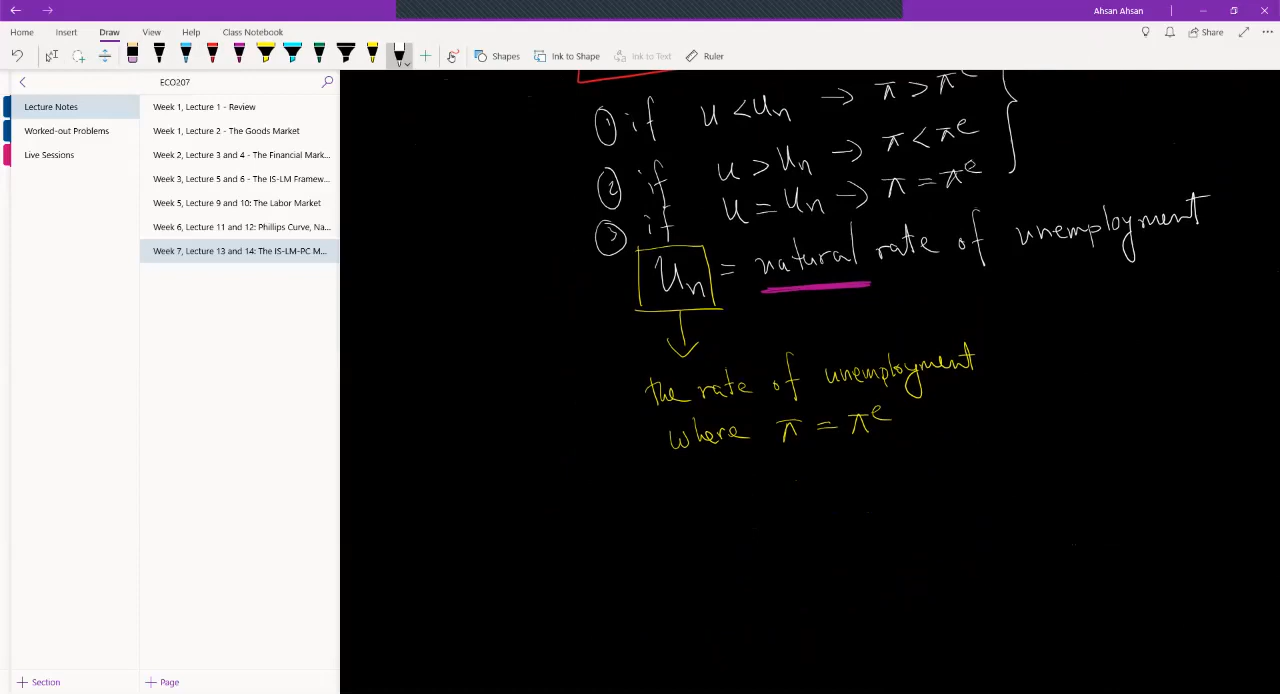 Ahsan Ahsan
Home Insert Draw View Help Class Notebook
Share
Shapes Ink to Shape Ink to Text Ruler
ECO207
Lecture Notes
Worked-out Problems
Live Sessions
Week 1, Lecture 1 - Review
Week 1, Lecture 2 - The Goods Market
Week 2, Lecture 3 and 4 - The Financial Mark...
Week 3, Lecture 5 and 6 - The IS-LM Framew...
Week 5, Lecture 9 and 10: The Labor Market
Week 6, Lecture 11 and 12: Phillips Curve, Na...
Week 7, Lecture 13 and 14: The IS-LM-PC M...
① if u < uₙ → π > πᵉ
② if u > uₙ → π < πᵉ
③ if u = uₙ → π = πᵉ
uₙ = natural rate of unemployment
the rate of unemployment
where π = πᵉ
+ Section
+ Page